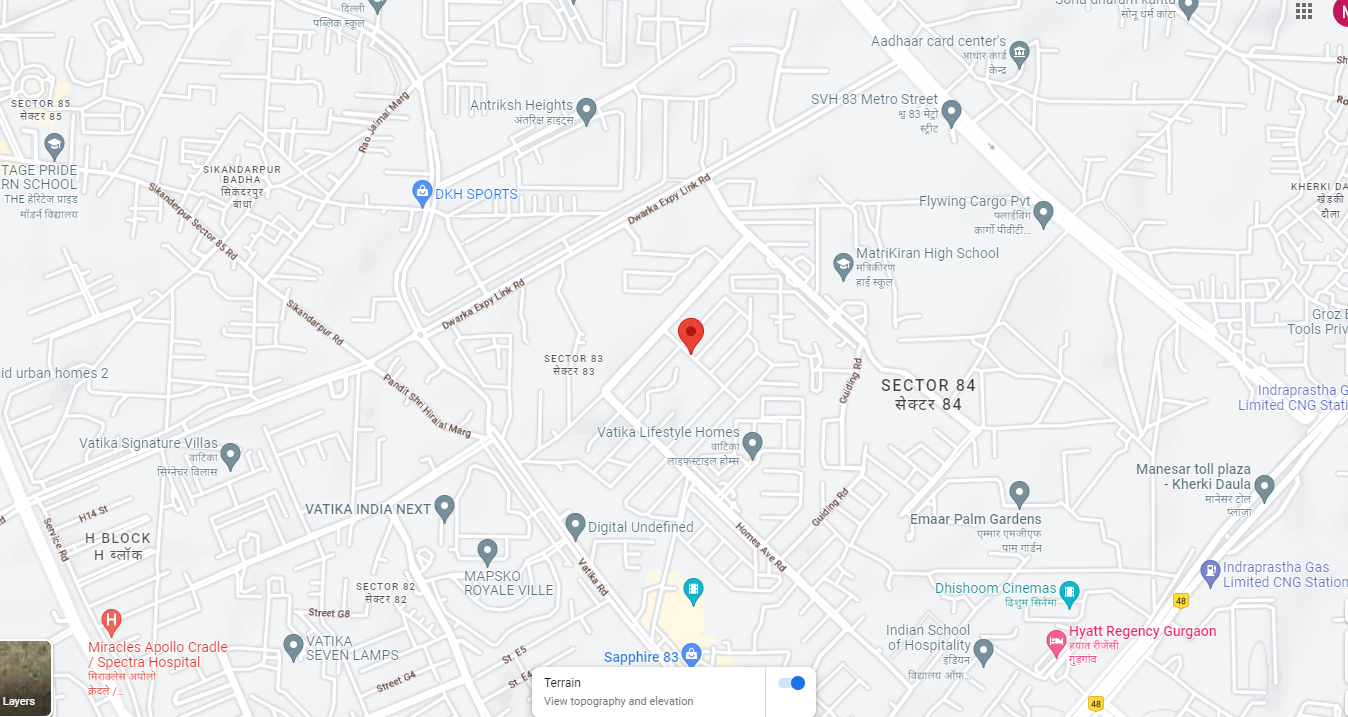 दिल्ली
पब्लिक स्कूल
सोनू धर्म कांटा
Aadhaar card center's
आधार कार्ड
केन्द्र
SECTOR 85
सेक्टर 85
Antriksh Heights
अंतरिक्ष हाइट्स
Rao Jaimal Marg
SVH 83 Metro Street
83 मेट्रो
स्ट्रीट
TAGE PRIDE
RN SCHOOL
THE हेरिटेज प्राइड
मॉडर्न विद्यालय
SIKANDARPUR
BADHA
सिकंदरपुर
बाधा
DKH SPORTS
Dwarka Expy Link Rd
Flywing Cargo Pvt
फ्लाईविंग
कार्गो पीवीटी...
KHERKI DA
खेड़की
दौला
Sikanderpur Sector 85 Rd
MatriKiran High School
मत्रिकीरण
हाई स्कूल
Dwarka Expy Link Rd
Sikandarpur Rd
Groz B
Tools Priv
SECTOR 83
सेक्टर 83
id urban homes 2
Guiding Rd
SECTOR 84
सेक्टर 84
Indraprastha G
Limited CNG Stati
Pandit Shri Hiralal Marg
Vatika Signature Villas
वाटिका
सिग्नेचर विलास
Vatika Lifestyle Homes
वाटिका
लाइफस्टाइल होम्स
Manesar toll plaza
- Kherki Daula
मानेसर टोल
प्लाज़ा
VATIKA INDIA NEXT
H14 St
Service Rd
H BLOCK
H ब्लॉक
Digital Undefined
Guiding Rd
Emaar Palm Gardens
एम्मार एमजीएफ
पाम गार्डन
Homes Ave Rd
MAPSKO
ROYALE VILLE
SECTOR 82
सेक्टर 82
Vatika Rd
Indraprastha Gas
Limited CNG Station
Dhishoom Cinemas
ढिशुम सिनेमा
48
Street G8
H
Miracles Apollo Cradle
/ Spectra Hospital
मिराक्लेस अपोलो
क्रेदले /...
VATIKA
SEVEN LAMPS
Indian School
of Hospitality
इंडियन
विद्यालय ऑफ़...
Hyatt Regency Gurgaon
हयात रीजेंसी
गुड़गांव
Sapphire 83
St. E5
St. E4
Street G4
48
Layers
Terrain
View topography and elevation